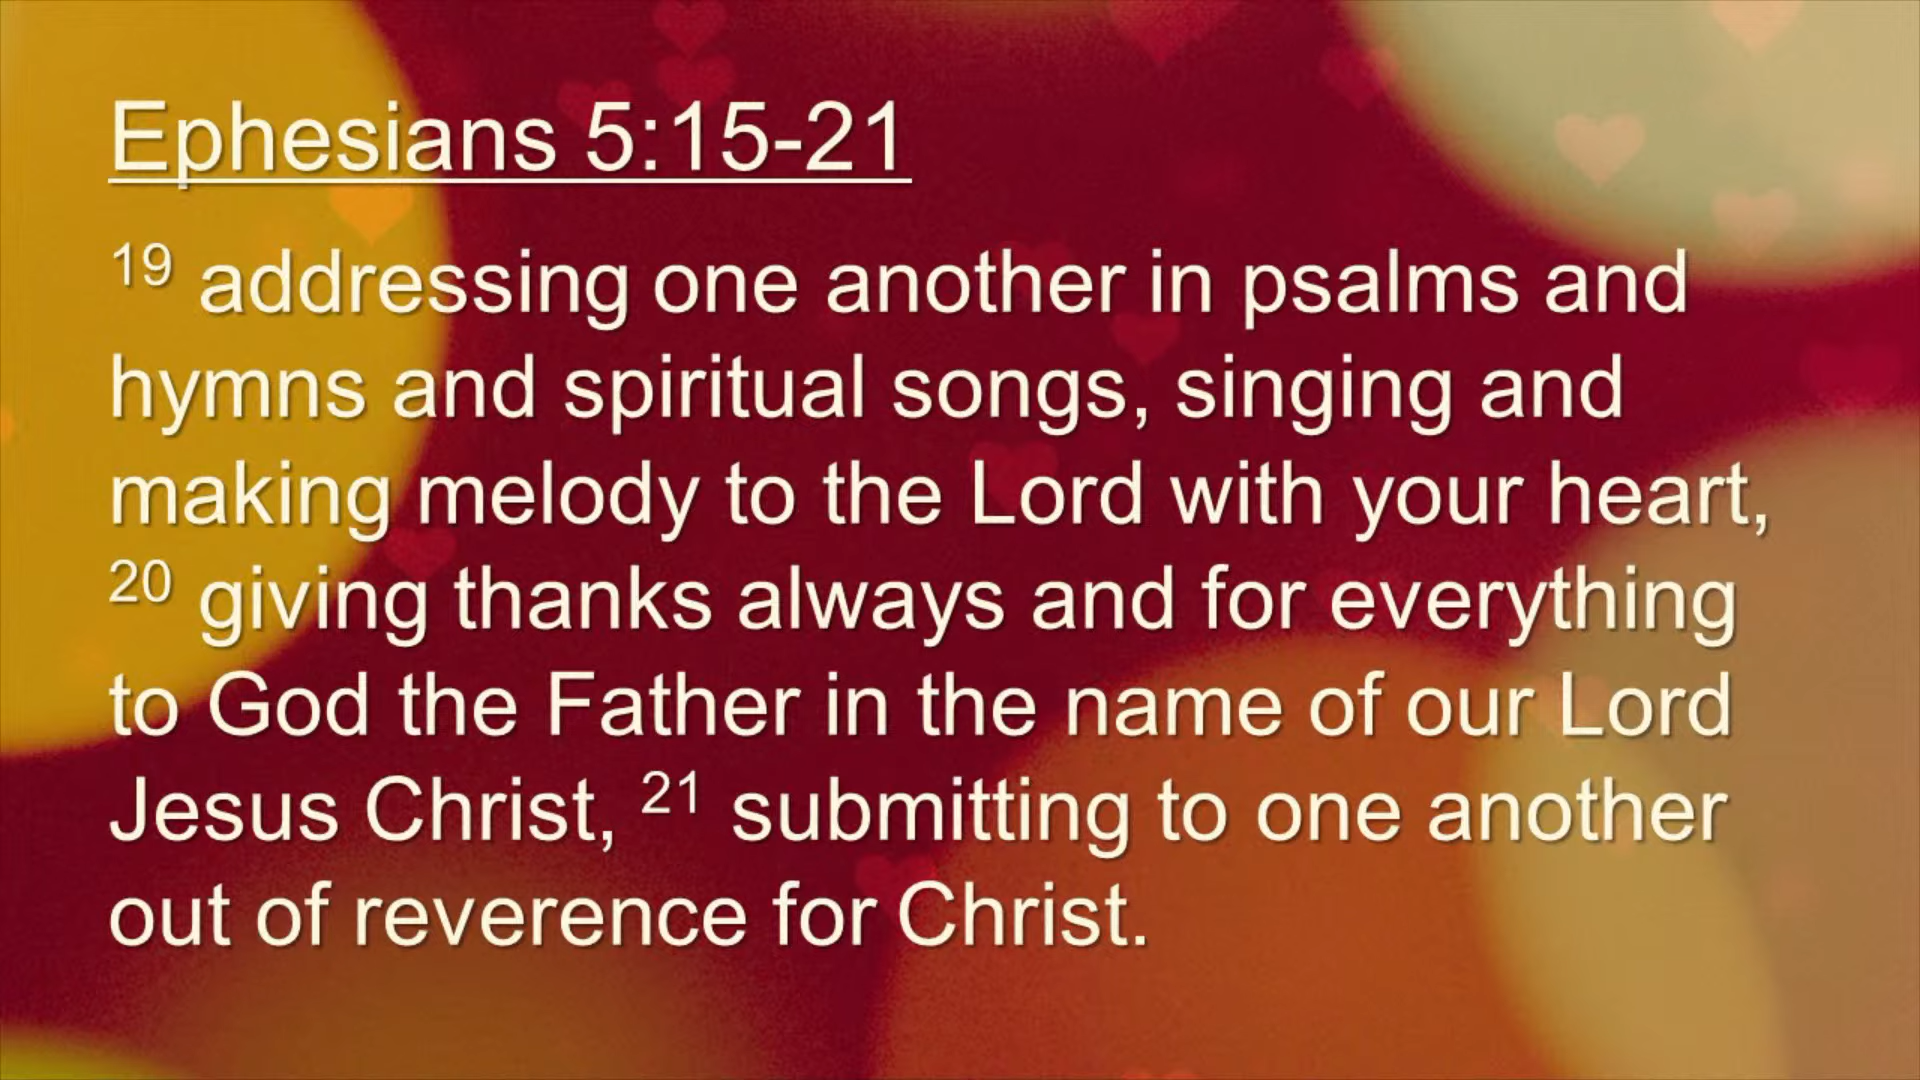 Ephesians 5:15-21
19 addressing one another in psalms and
hymns and spiritual songs, singing and
making melody to the Lord with your heart,
20 giving thanks always and for everything
to God the Father in the name of our Lord
Jesus Christ, 21 submitting to one another
out of reverence for Christ.